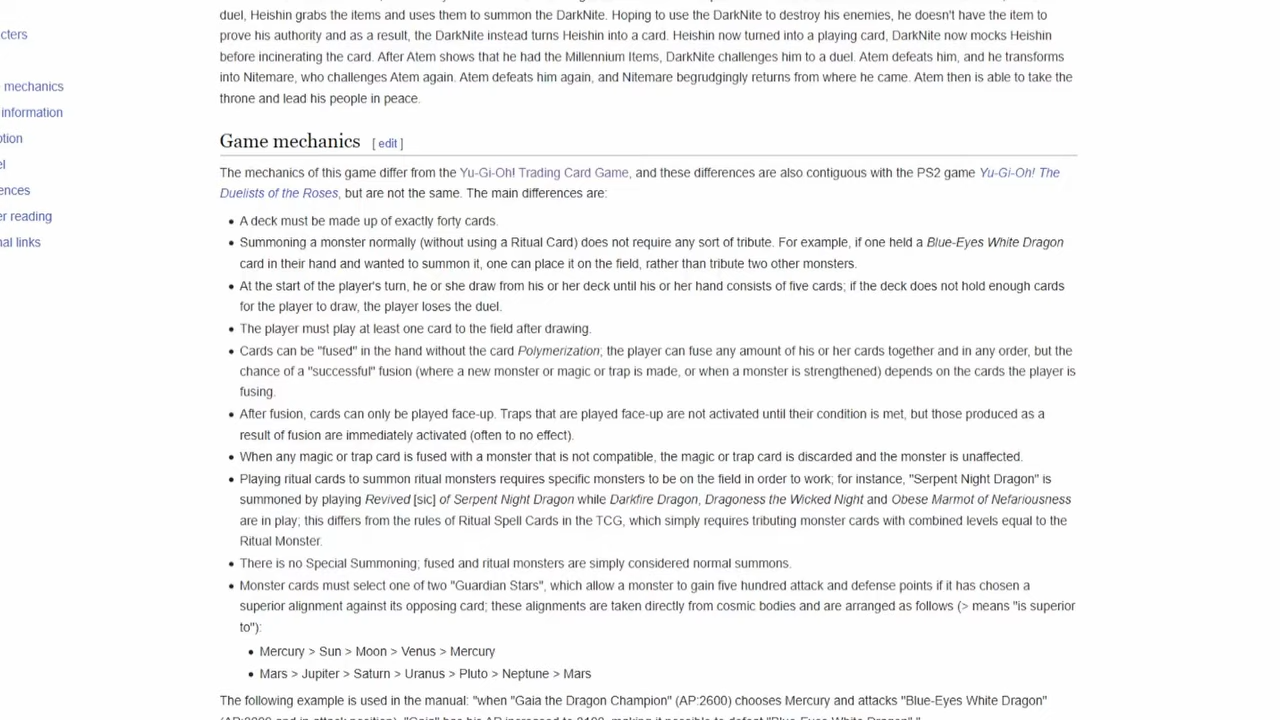 duel, Heishin grabs the items and uses them to summon the DarkNite. Hoping to use the DarkNite to destroy his enemies, he doesn't have the item to
cters
prove his authority and as a result, the DarkNite instead turns Heishin into a card. Heishin now turned into a playing card, DarkNite now mocks Heishin
before incinerating the card. After Atem shows that he had the Millennium Items, DarkNite challenges him to a duel. Atem defeats him, and he transforms
into Nitemare, who challenges Atem again. Atem defeats him again, and Nitemare begrudgingly returns from where he came. Atem then is able to take the
throne and lead his people in peace.
mechanics
information
ption
el
ences
er reading
nal links
Game mechanics [ edit ]
The mechanics of this game differ from the Yu-Gi-Oh! Trading Card Game, and these differences are also contiguous with the PS2 game Yu-Gi-Oh! The
Duelists of the Roses, but are not the same. The main differences are:
• A deck must be made up of exactly forty cards.
• Summoning a monster normally (without using a Ritual Card) does not require any sort of tribute. For example, if one held a Blue-Eyes White Dragon
card in their hand and wanted to summon it, one can place it on the field, rather than tribute two other monsters.
• At the start of the player's turn, he or she draw from his or her deck until his or her hand consists of five cards; if the deck does not hold enough cards
for the player to draw, the player loses the duel.
• The player must play at least one card to the field after drawing.
• Cards can be "fused" in the hand without the card Polymerization; the player can fuse any amount of his or her cards together and in any order, but the
chance of a "successful" fusion (where a new monster or magic or trap is made, or when a monster is strengthened) depends on the cards the player is
fusing.
• After fusion, cards can only be played face-up. Traps that are played face-up are not activated until their condition is met, but those produced as a
result of fusion are immediately activated (often to no effect).
• When any magic or trap card is fused with a monster that is not compatible, the magic or trap card is discarded and the monster is unaffected.
• Playing ritual cards to summon ritual monsters requires specific monsters to be on the field in order to work; for instance, "Serpent Night Dragon" is
summoned by playing Revived [sic] of Serpent Night Dragon while Darkfire Dragon, Dragoness the Wicked Night and Obese Marmot of Nefariousness
are in play; this differs from the rules of Ritual Spell Cards in the TCG, which simply requires tributing monster cards with combined levels equal to the
Ritual Monster.
• There is no Special Summoning; fused and ritual monsters are simply considered normal summons.
• Monster cards must select one of two "Guardian Stars", which allow a monster to gain five hundred attack and defense points if it has chosen a
superior alignment against its opposing card; these alignments are taken directly from cosmic bodies and are arranged as follows (> means "is superior
to"):
• Mercury > Sun > Moon > Venus > Mercury
• Mars > Jupiter > Saturn > Uranus > Pluto > Neptune > Mars
The following example is used in the manual: "when "Gaia the Dragon Champion" (AP:2600) chooses Mercury and attacks "Blue-Eyes White Dragon"